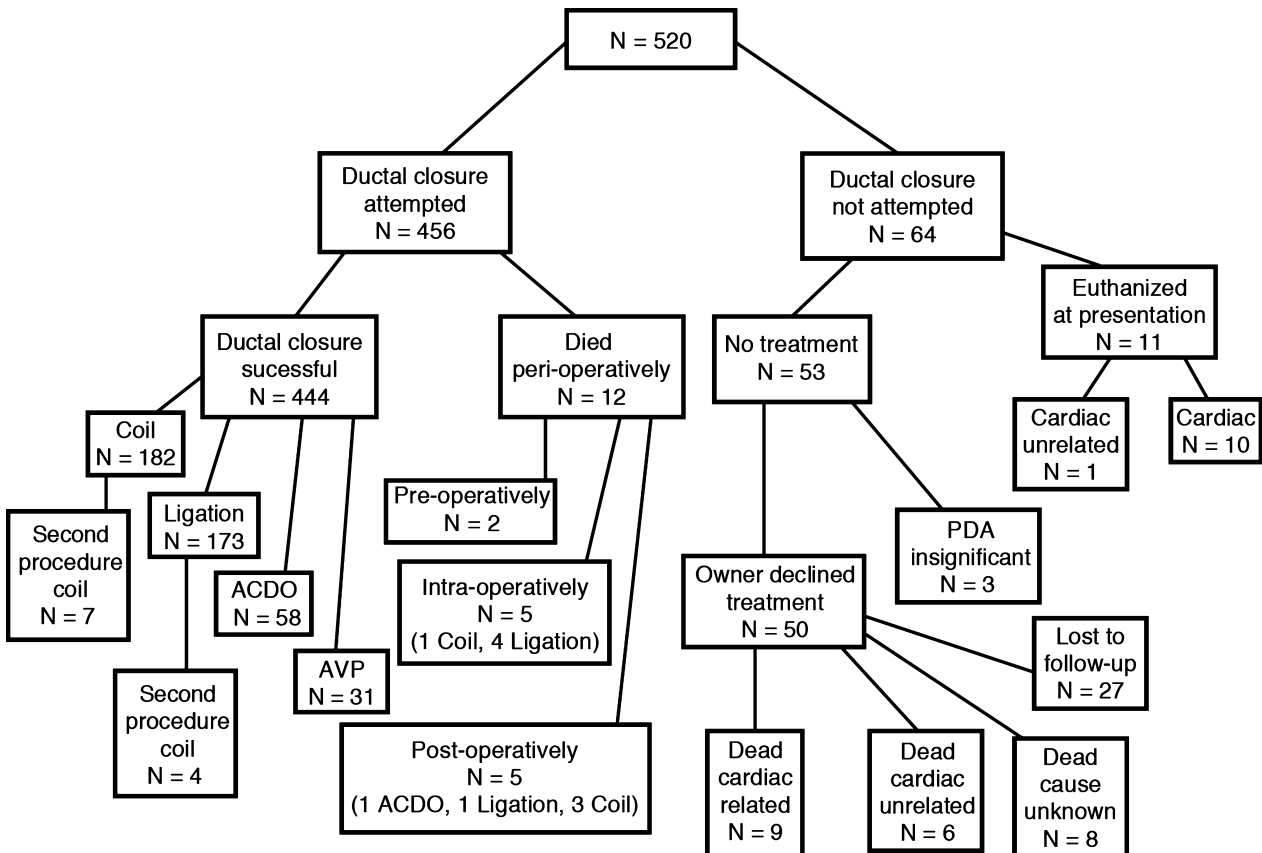 N = 520
Ductal closure
attempted
N = 456
Ductal closure
not attempted
N = 64
Ductal closure
sucessful
N = 444
Died
peri-operatively
N = 12
No treatment
N = 53
Euthanized
at presentation
N = 11
Coil
N = 182
Ligation
N = 173
ACDO
N = 58
AVP
N = 31
Second
procedure
coil
N = 7
Second
procedure
coil
N = 4
Pre-operatively
N = 2
Intra-operatively
N = 5
(1 Coil, 4 Ligation)
Post-operatively
N = 5
(1 ACDO, 1 Ligation, 3 Coil)
Owner declined
treatment
N = 50
PDA
insignificant
N = 3
Cardiac
unrelated
N = 1
Cardiac
N = 10
Lost to
follow-up
N = 27
Dead
cardiac
related
N = 9
Dead
cardiac
unrelated
N = 6
Dead
cause
unknown
N = 8